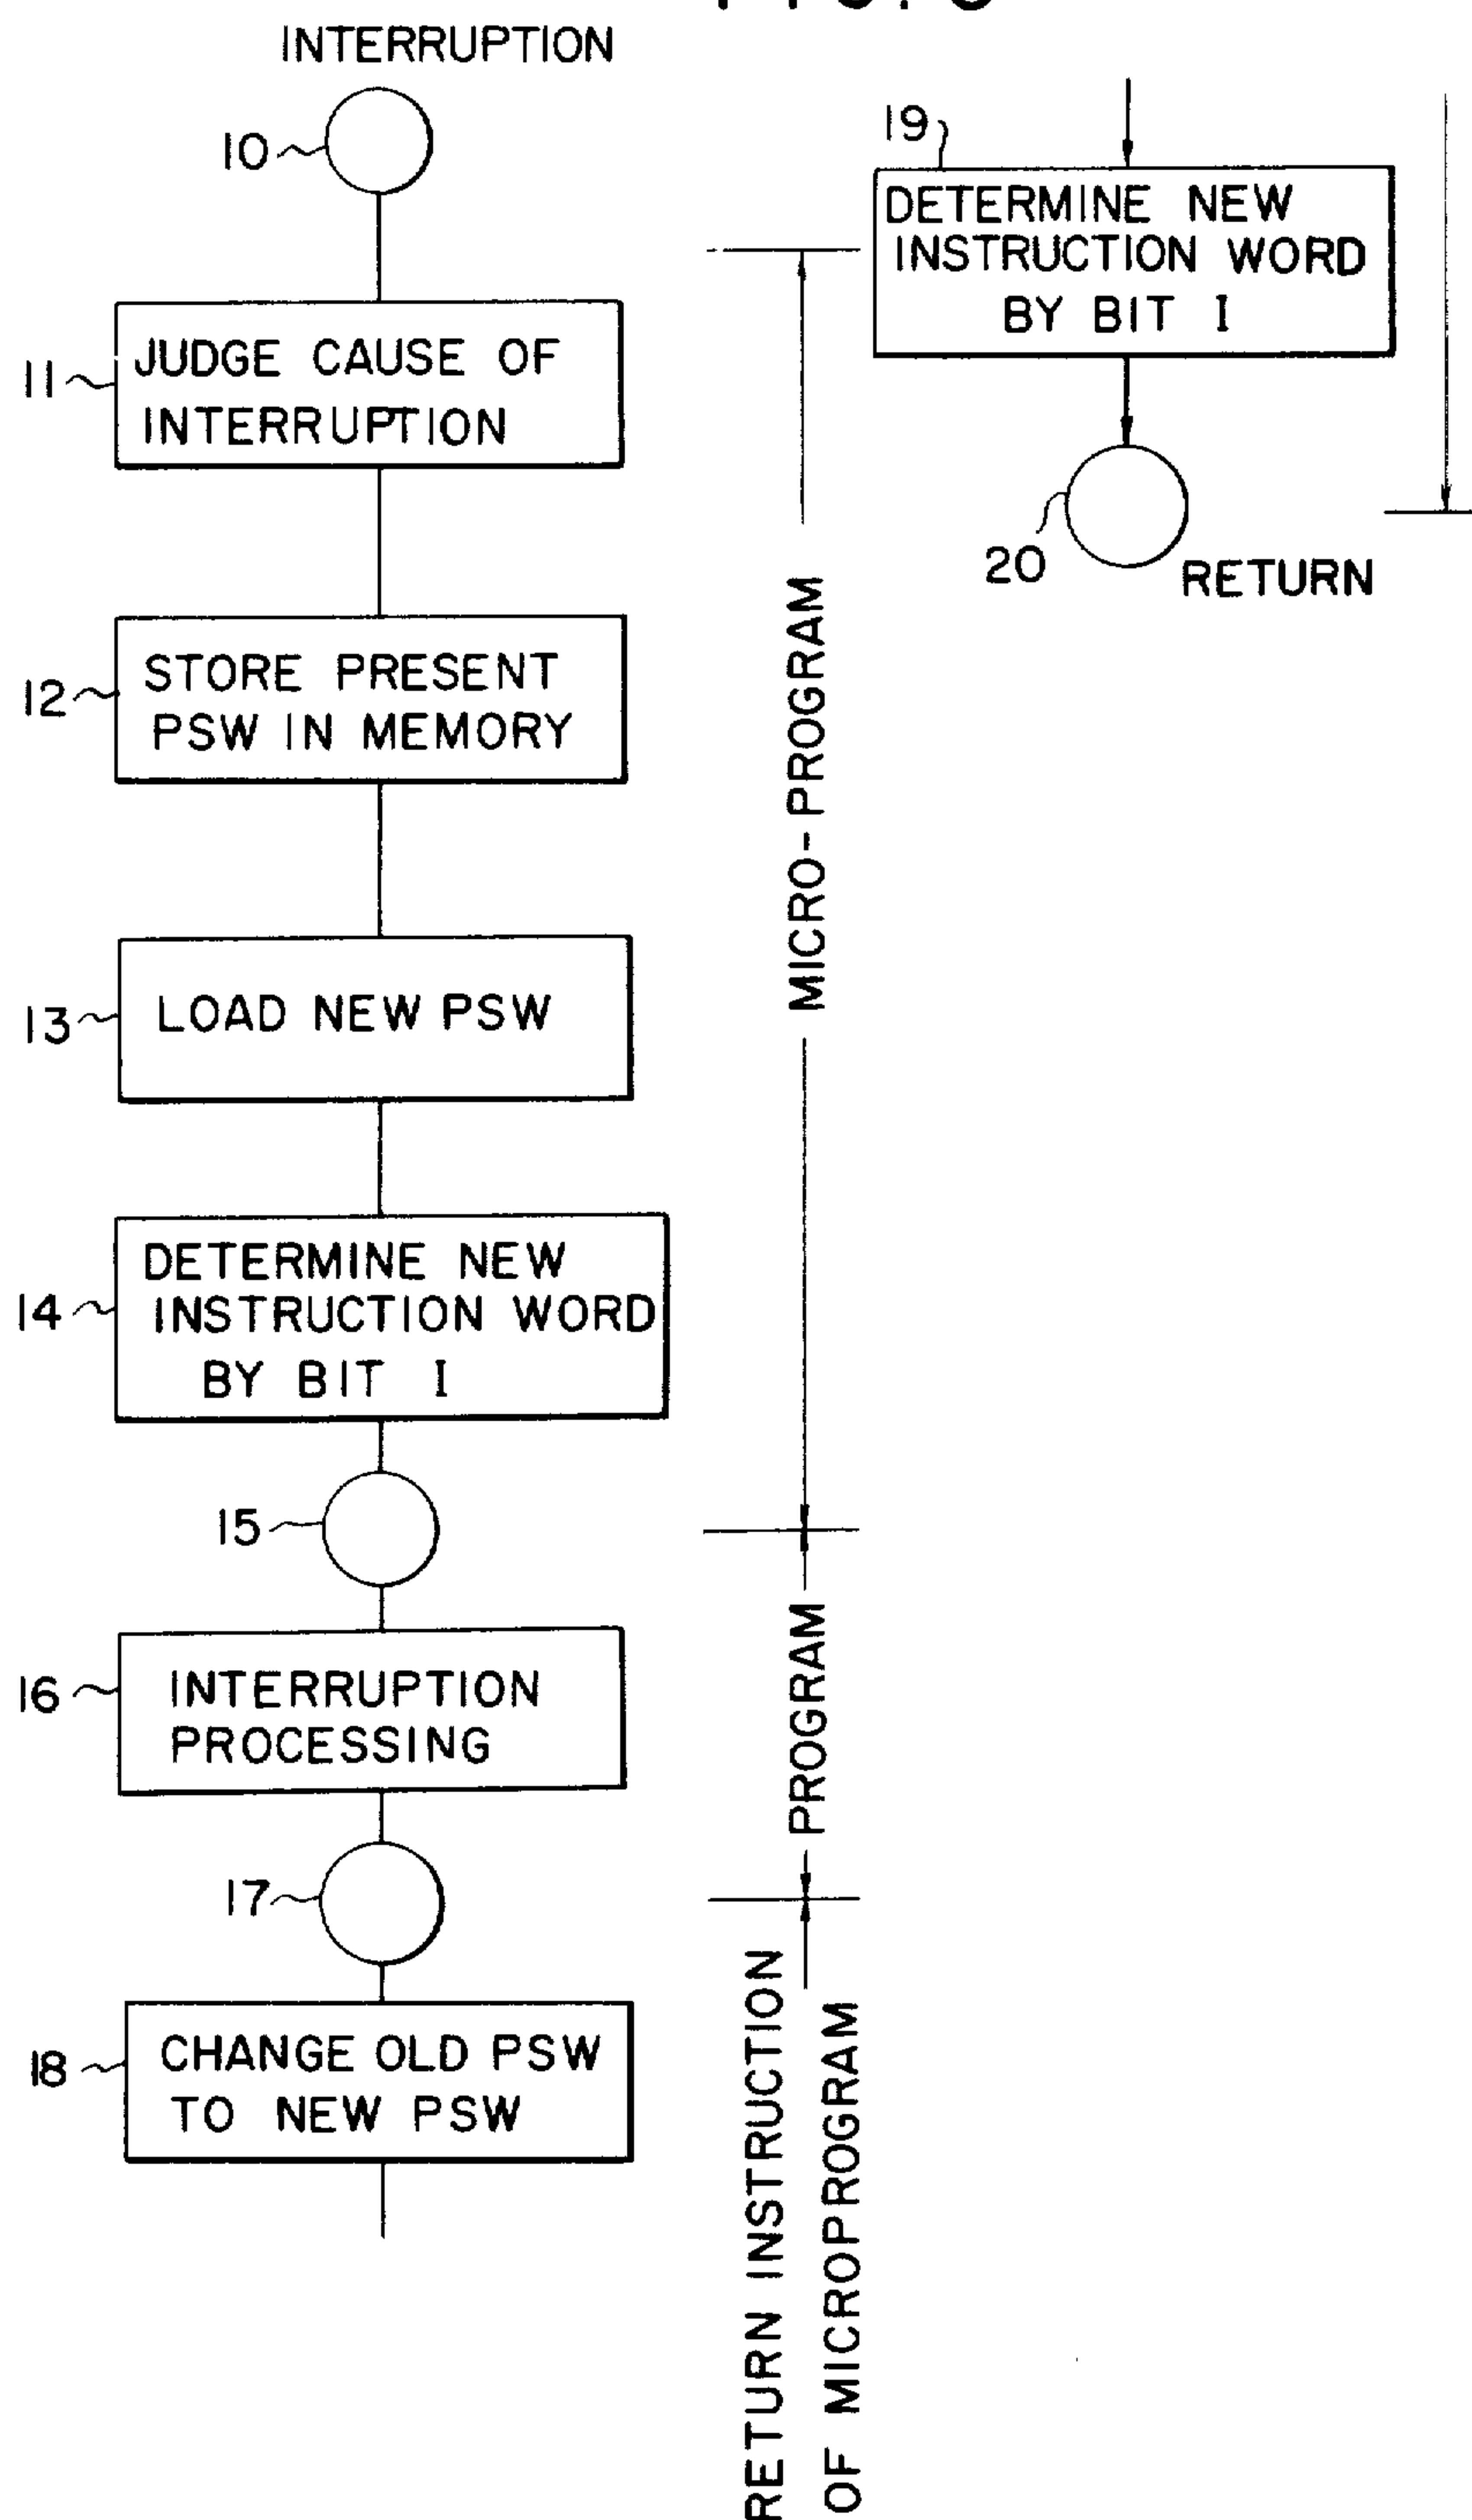 INTERRUPTION
10
11
JUDGE CAUSE OF
INTERRUPTION
12
STORE PRESENT
PSW IN MEMORY
13
LOAD NEW PSW
14
DETERMINE NEW
INSTRUCTION WORD
BY BIT I
15
16
INTERRUPTION
PROCESSING
17
18
CHANGE OLD PSW
TO NEW PSW
MICRO-PROGRAM
PROGRAM
RETURN INSTRUCTION
OF MICROPROGRAM
19
DETERMINE NEW
INSTRUCTION WORD
BY BIT I
20
RETURN